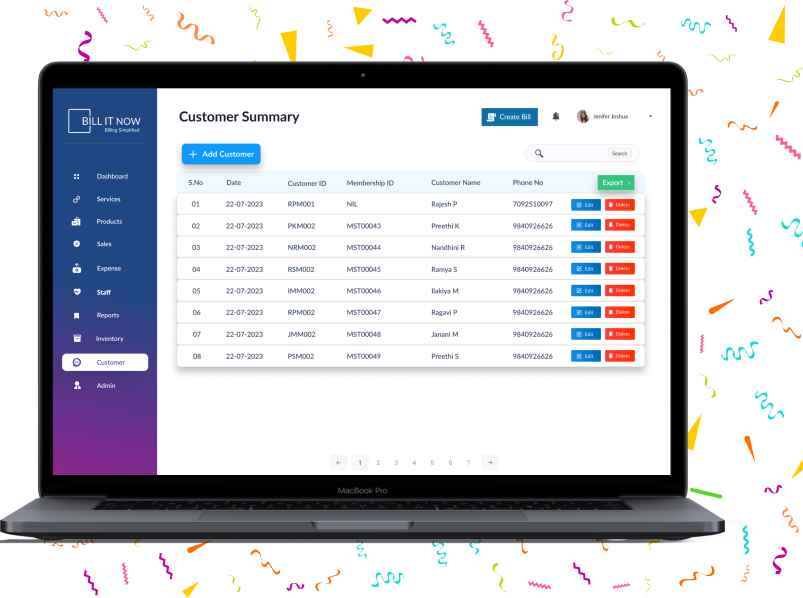 BILL IT NOW
Billing Simplified
Dashboard
Services
Products
Sales
Expense
Staff
Reports
Inventory
Customer
Admin
Customer Summary
Create Bill
Jenifer Joshua
+ Add Customer
Search
S.No Date Customer ID Membership ID Customer Name Phone No Export >
01 22-07-2023 RPM001 NIL Rajesh P 7092510097 Edit Delete
02 22-07-2023 PKM002 MST00043 Preethi K 9840926626 Edit Delete
03 22-07-2023 NRM002 MST00044 Nandhini R 9840926626 Edit Delete
04 22-07-2023 RSM002 MST00045 Ramya S 9840926626 Edit Delete
05 22-07-2023 IMM002 MST00046 Ilakiya M 9840926626 Edit Delete
06 22-07-2023 RPM002 MST00047 Ragavi P 9840926626 Edit Delete
07 22-07-2023 JMM002 MST00048 Janani M 9840926626 Edit Delete
08 22-07-2023 PSM002 MST00049 Preethi S 9840926626 Edit Delete
← 1 2 3 4 5 6 7 →
MacBook Pro